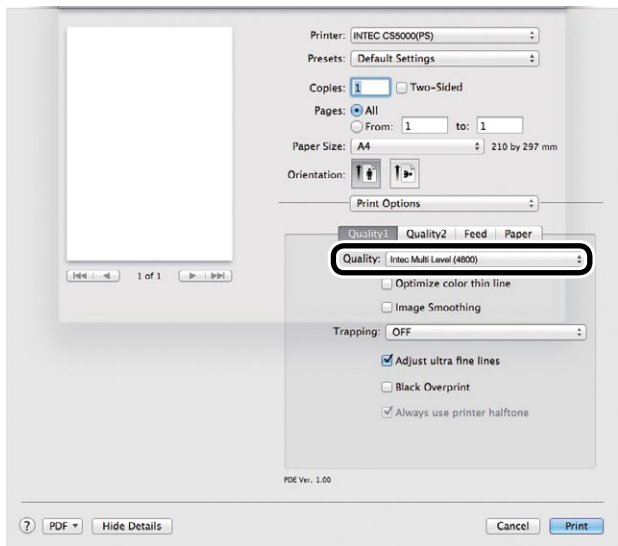 Printer: INTEC CS5000(PS)
Presets: Default Settings
Copies: 1 Two-Sided
Pages: All
From: 1 to: 1
Paper Size: A4 210 by 297 mm
Orientation:
Print Options
Quality1 Quality2 Feed Paper
Quality: Intec Multi Level (4800)
1 of 1
Optimize color thin line
Image Smoothing
Trapping: OFF
Adjust ultra fine lines
Black Overprint
Always use printer halftone
PDE Ver. 1.00
? PDF Hide Details Cancel Print